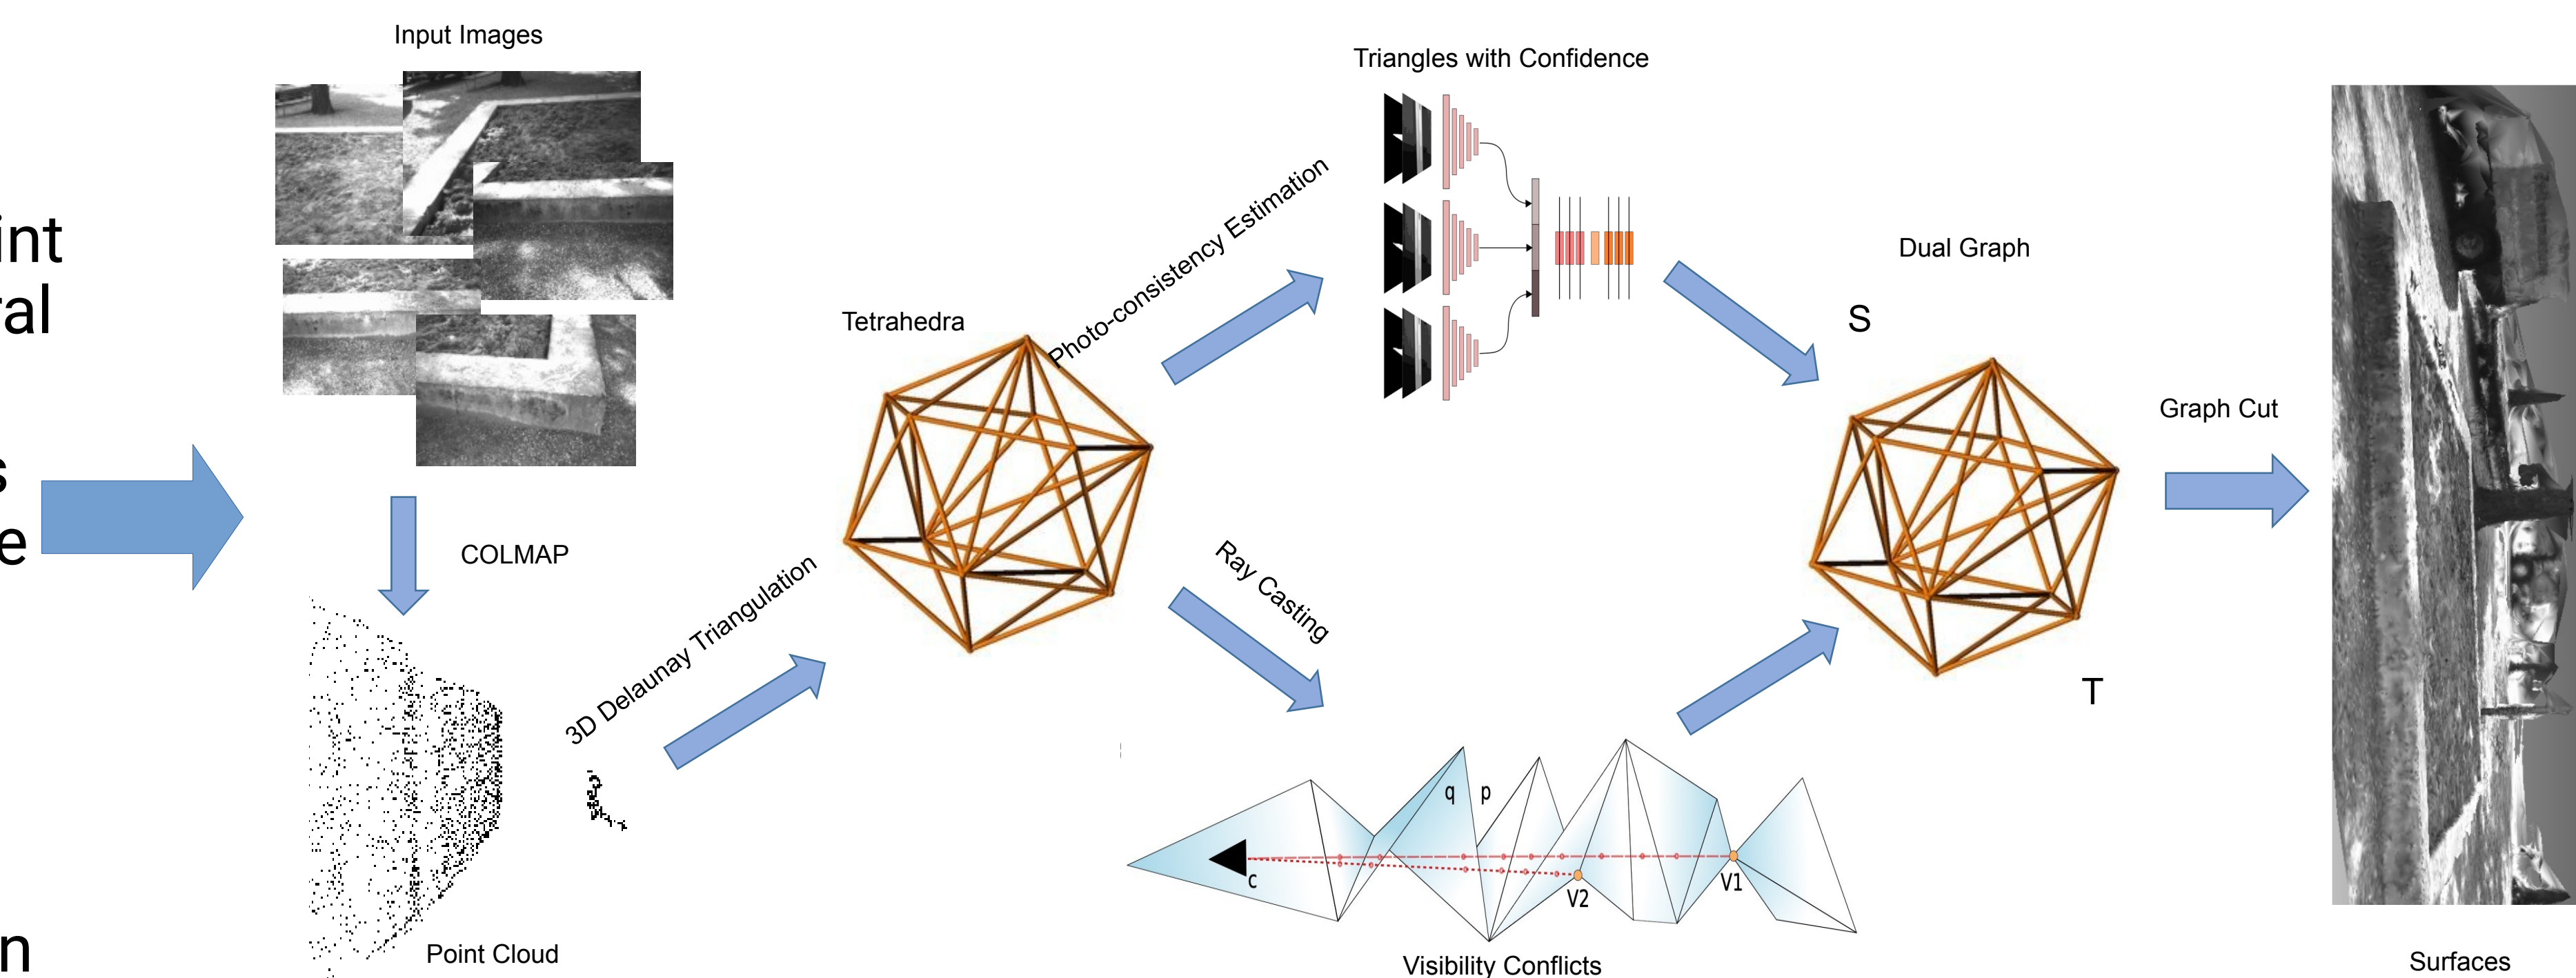 int
ral
s
e
n
Input Images
COLMAP
Point Cloud
3D Delaunay Triangulation
Tetrahedra
Photo-consistency Estimation
Triangles with Confidence
Ray Casting
q p
c
V2
V1
Visibility Conflicts
Dual Graph
S
T
Graph Cut
Surfaces